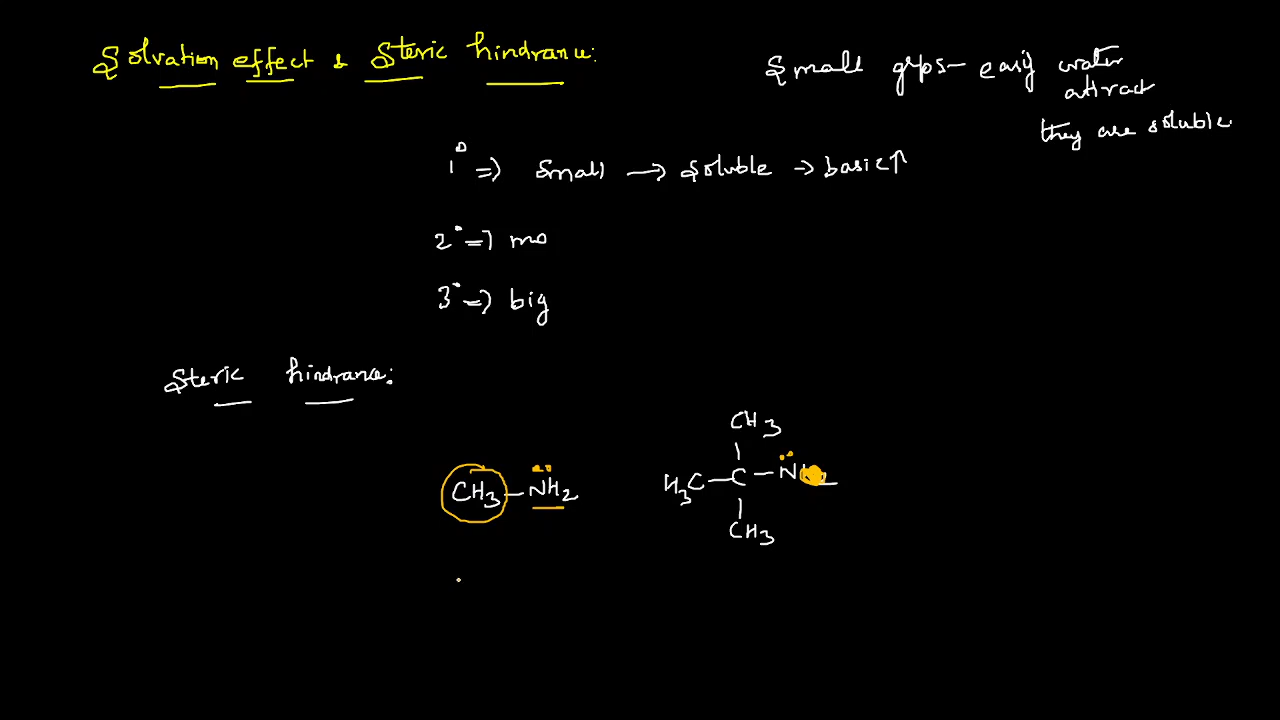 Solvation effect & Steric hindrance:
Small grps- easily water
attract
they are soluble
1° => Small → Soluble → basic↑
2° => mo
3° => big
Steric hindrance:
CH3-NH2
CH3
H3C-C-N
CH3